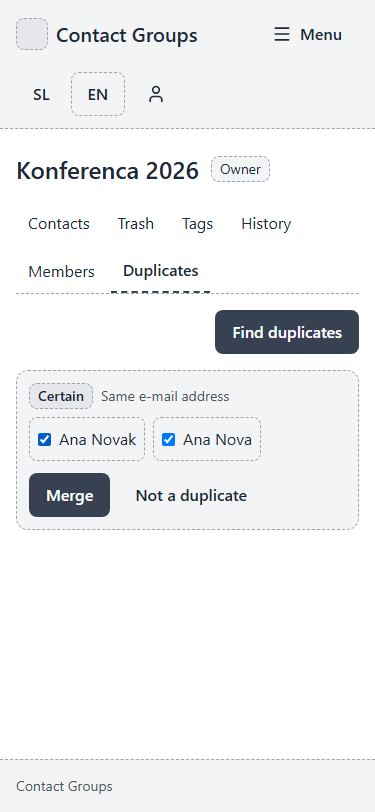 Contact Groups
Menu
SL
EN
Konferenca 2026
Owner
Contacts
Trash
Tags
History
Members
Duplicates
Find duplicates
Certain
Same e-mail address
Ana Novak
Ana Nova
Merge
Not a duplicate
Contact Groups